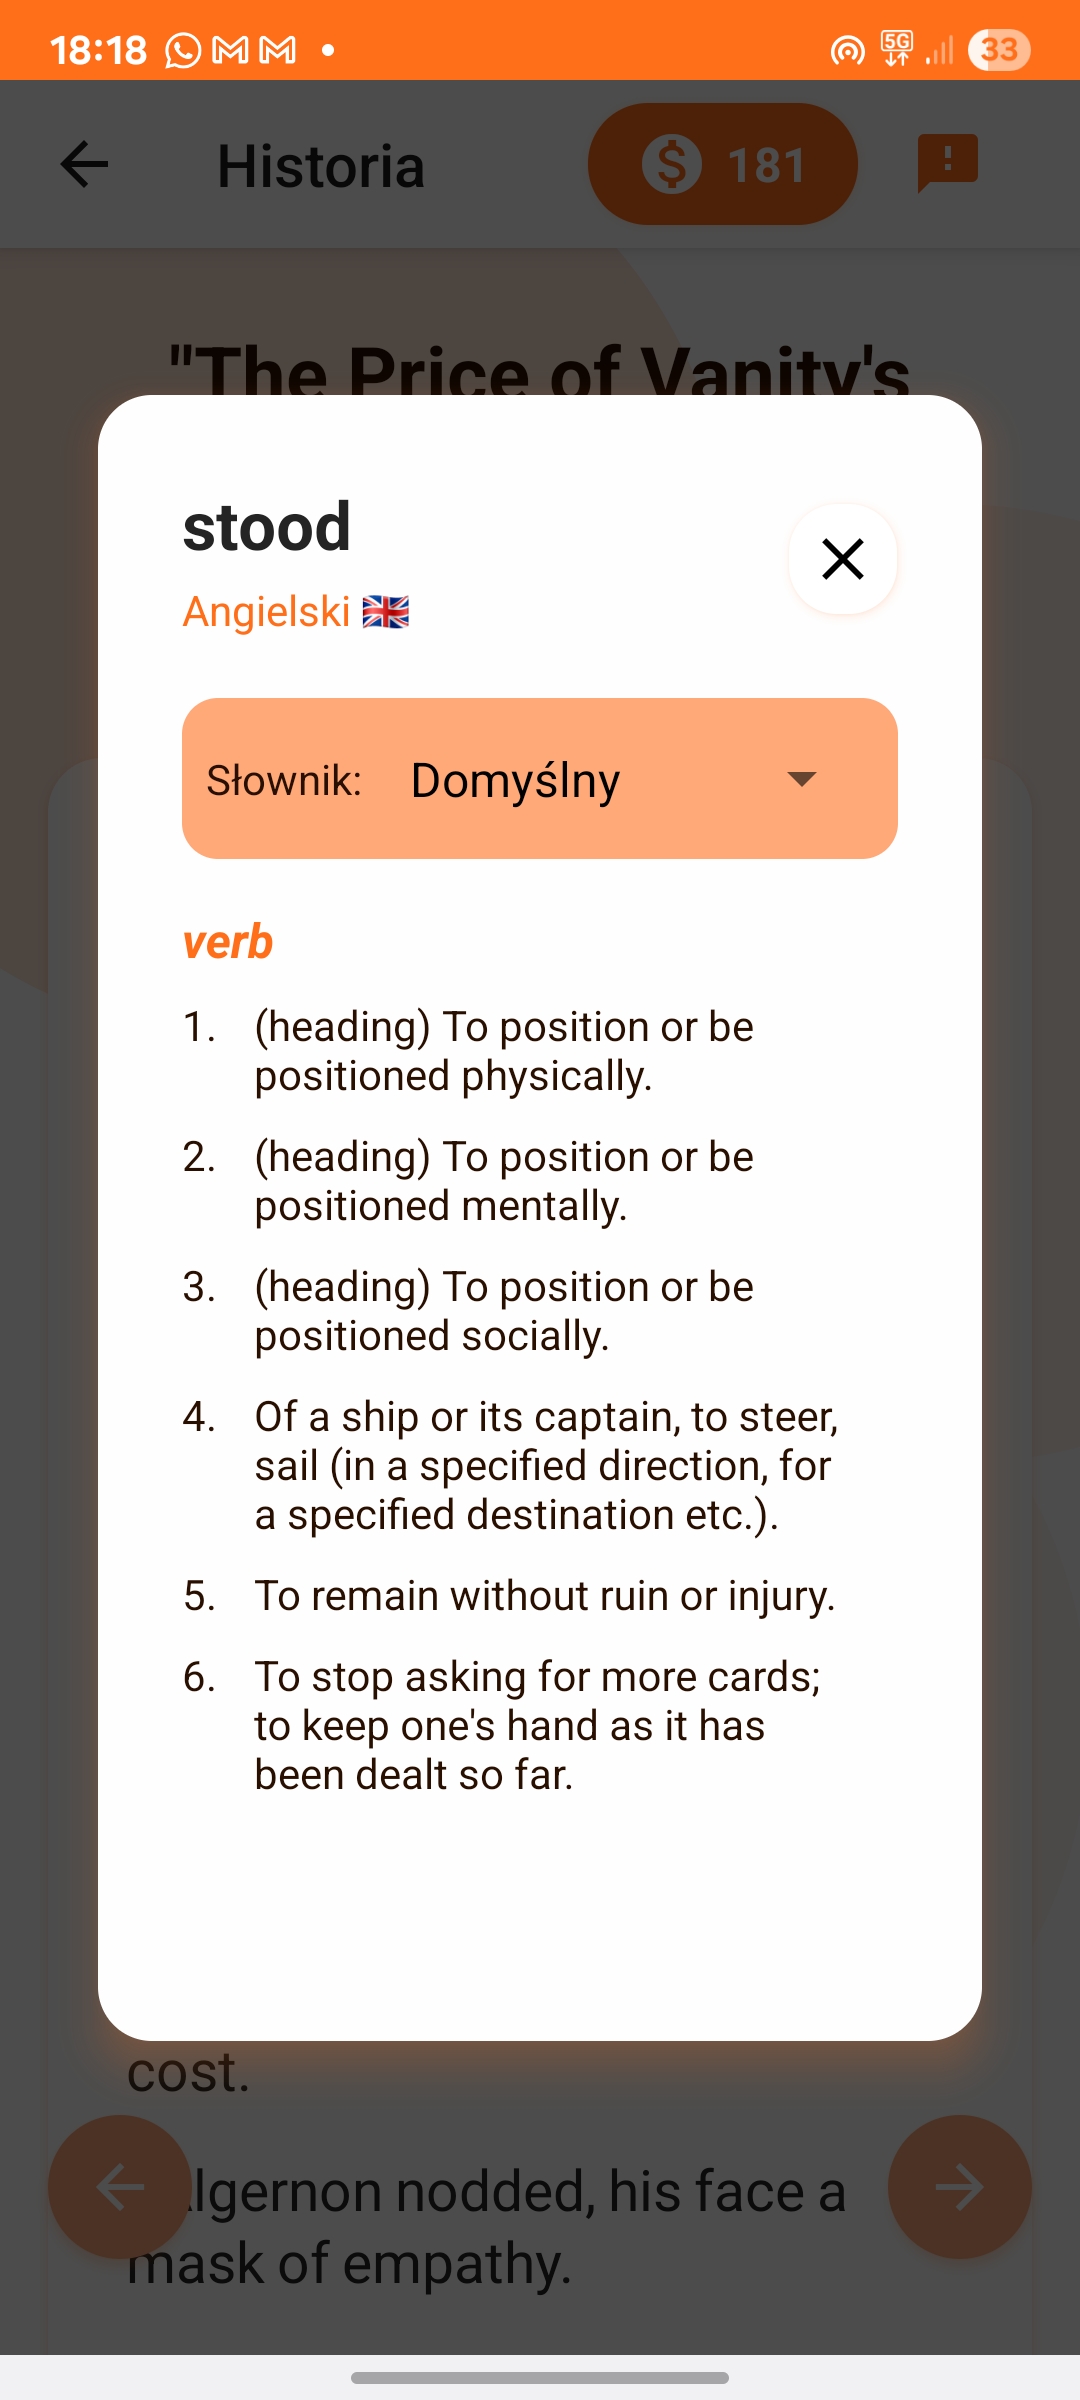 18:18
5G
33
Historia
$ 181
"The Price of Vanity's
stood
Angielski
Słownik: Domyślny
verb
1. (heading) To position or be
positioned physically.
2. (heading) To position or be
positioned mentally.
3. (heading) To position or be
positioned socially.
4. Of a ship or its captain, to steer,
sail (in a specified direction, for
a specified destination etc.).
5. To remain without ruin or injury.
6. To stop asking for more cards;
to keep one's hand as it has
been dealt so far.
cost.
lgernon nodded, his face a
mask of empathy.